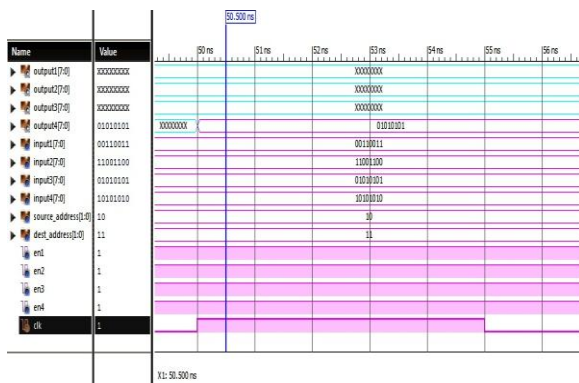 50.500 ns
Name Value 50 ns 51 ns 52 ns 53 ns 54 ns 55 ns 56 ns
output1[7:0] XXXXXXXX XXXXXXXX
output2[7:0] XXXXXXXX XXXXXXXX
output3[7:0] XXXXXXXX XXXXXXXX
output4[7:0] 01010101 XXXXXXXX 01010101
input1[7:0] 00110011 00110011
input2[7:0] 11001100 11001100
input3[7:0] 01010101 01010101
input4[7:0] 10101010 10101010
source_address[1:0] 10 10
dest_address[1:0] 11 11
en1 1
en2 1
en3 1
en4 1
clk 1
X1: 50.500 ns